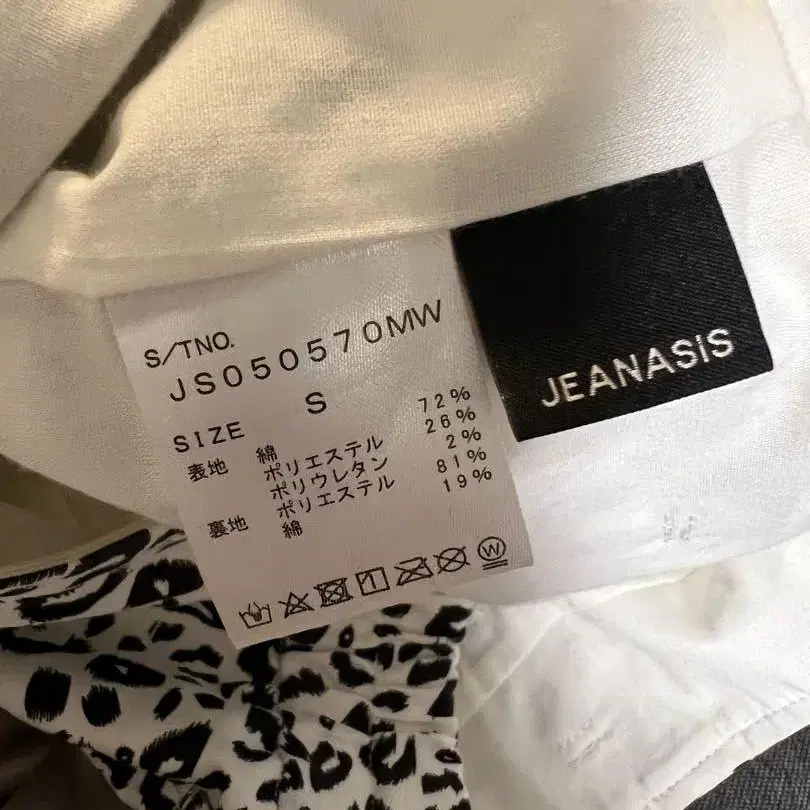 S/TNO.
JS050570MW
SIZE S
表地 綿 72%
ポリエステル 26%
ポリウレタン 2%
裏地 ポリエステル 81%
綿 19%
W
JEANASIS